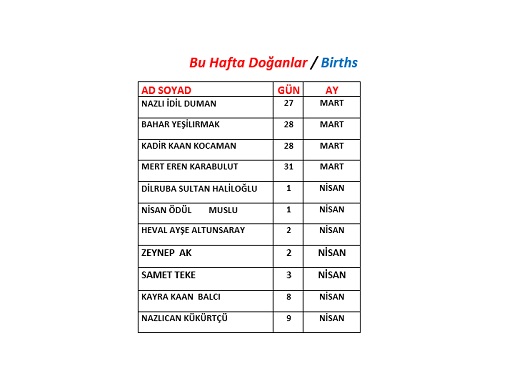 Bu Hafta Doğanlar / Births
AD SOYAD GÜN AY
NAZLI İDİL DUMAN 27 MART
BAHAR YEŞİLIRMAK 28 MART
KADİR KAAN KOCAMAN 28 MART
MERT EREN KARABULUT 31 MART
DİLRUBA SULTAN HALİLOĞLU 1 NİSAN
NİSAN ÖDÜL MUSLU 1 NİSAN
HEVAL AYŞE ALTUNSARAY 2 NİSAN
ZEYNEP AK 2 NİSAN
SAMET TEKE 3 NİSAN
KAYRA KAAN BALCI 8 NİSAN
NAZLICAN KÜKÜRTÇÜ 9 NİSAN